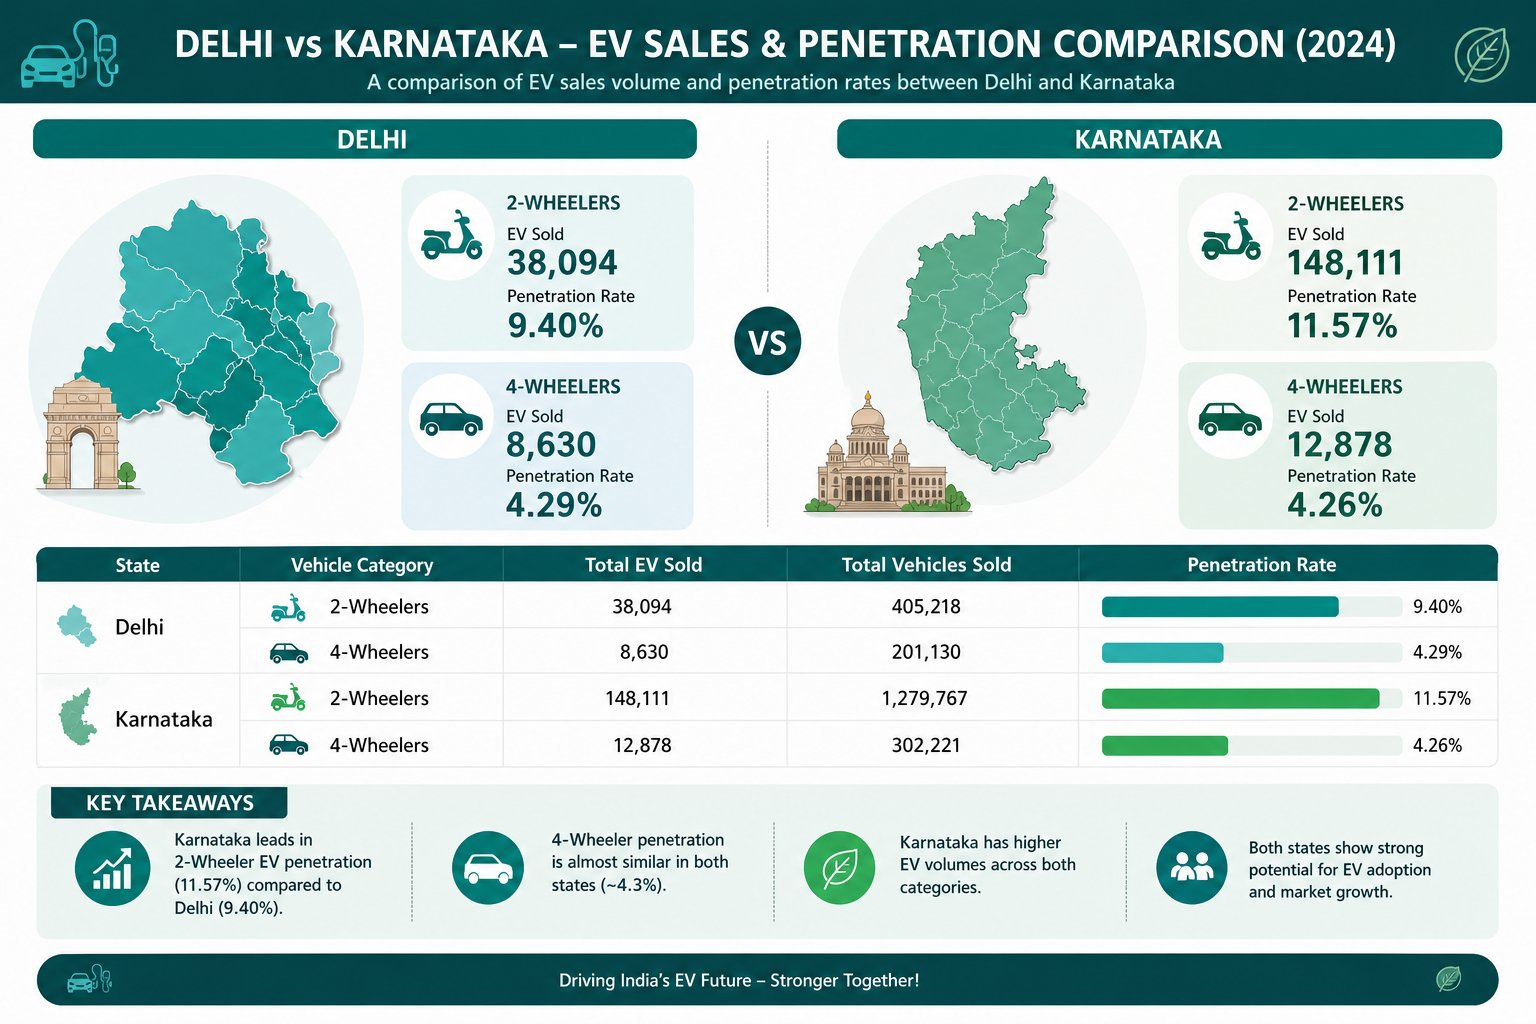 DELHI vs KARNATAKA – EV SALES & PENETRATION COMPARISON (2024)
A comparison of EV sales volume and penetration rates between Delhi and Karnataka
DELHI
2-WHEELERS
EV Sold
38,094
Penetration Rate
9.40%
4-WHEELERS
EV Sold
8,630
Penetration Rate
4.29%
VS
KARNATAKA
2-WHEELERS
EV Sold
148,111
Penetration Rate
11.57%
4-WHEELERS
EV Sold
12,878
Penetration Rate
4.26%
State Vehicle Category Total EV Sold Total Vehicles Sold Penetration Rate
Delhi
2-Wheelers 38,094 405,218 9.40%
4-Wheelers 8,630 201,130 4.29%
Karnataka
2-Wheelers 148,111 1,279,767 11.57%
4-Wheelers 12,878 302,221 4.26%
KEY TAKEAWAYS
Karnataka leads in
2-Wheeler EV penetration
(11.57%) compared to
Delhi (9.40%).
4-Wheeler penetration
is almost similar in both
states (~4.3%).
Karnataka has higher
EV volumes across both
categories.
Both states show strong
potential for EV adoption
and market growth.
Driving India's EV Future – Stronger Together!